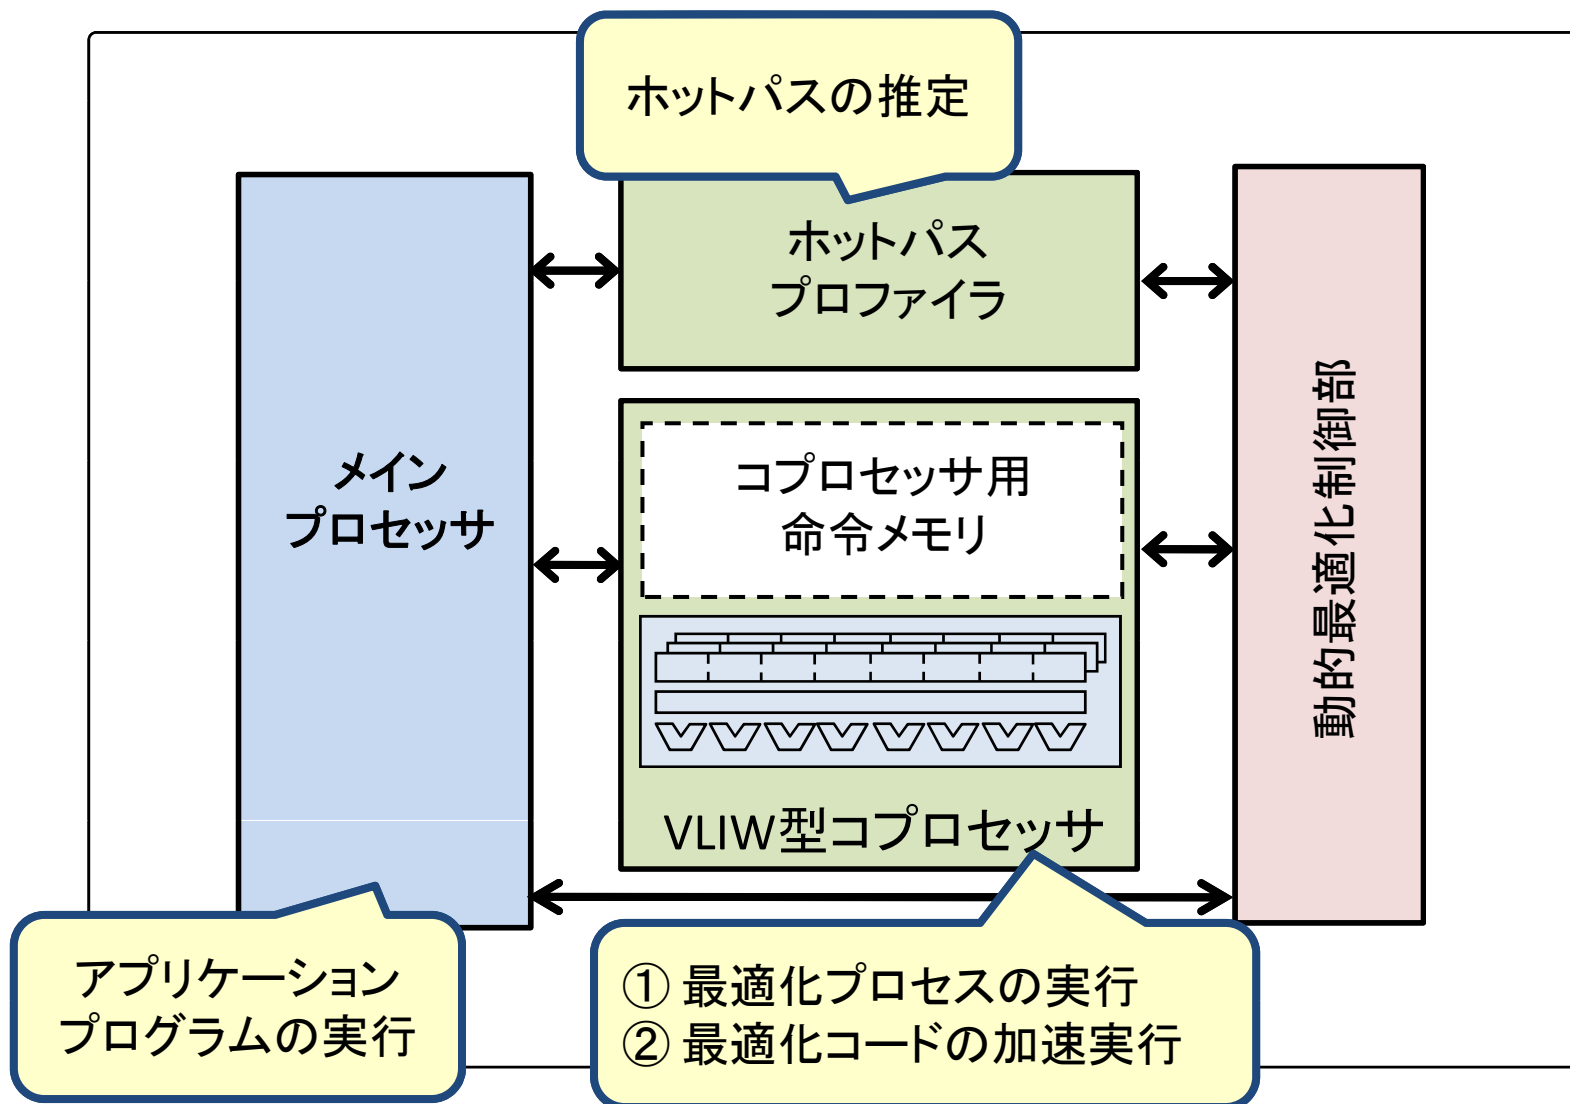 ホットパスの推定
ホットパス
プロファイラ
メイン
プロセッサ
コプロセッサ用
命令メモリ
動的最適化制御部
VLIW型コプロセッサ
アプリケーション
プログラムの実行
① 最適化プロセスの実行
② 最適化コードの加速実行